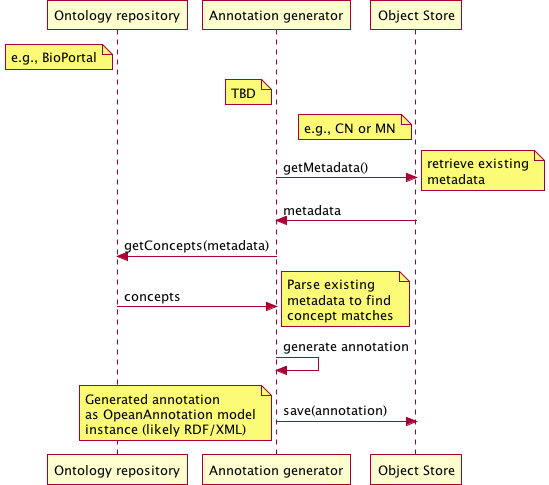 Ontology repository
Annotation generator
Object Store
e.g., BioPortal
TBD
e.g., CN or MN
getMetadata()
retrieve existing
metadata
metadata
getConcepts(metadata)
concepts
Parse existing
metadata to find
concept matches
generate annotation
Generated annotation
as OpeanAnnotation model
instance (likely RDF/XML)
save(annotation)
Ontology repository
Annotation generator
Object Store